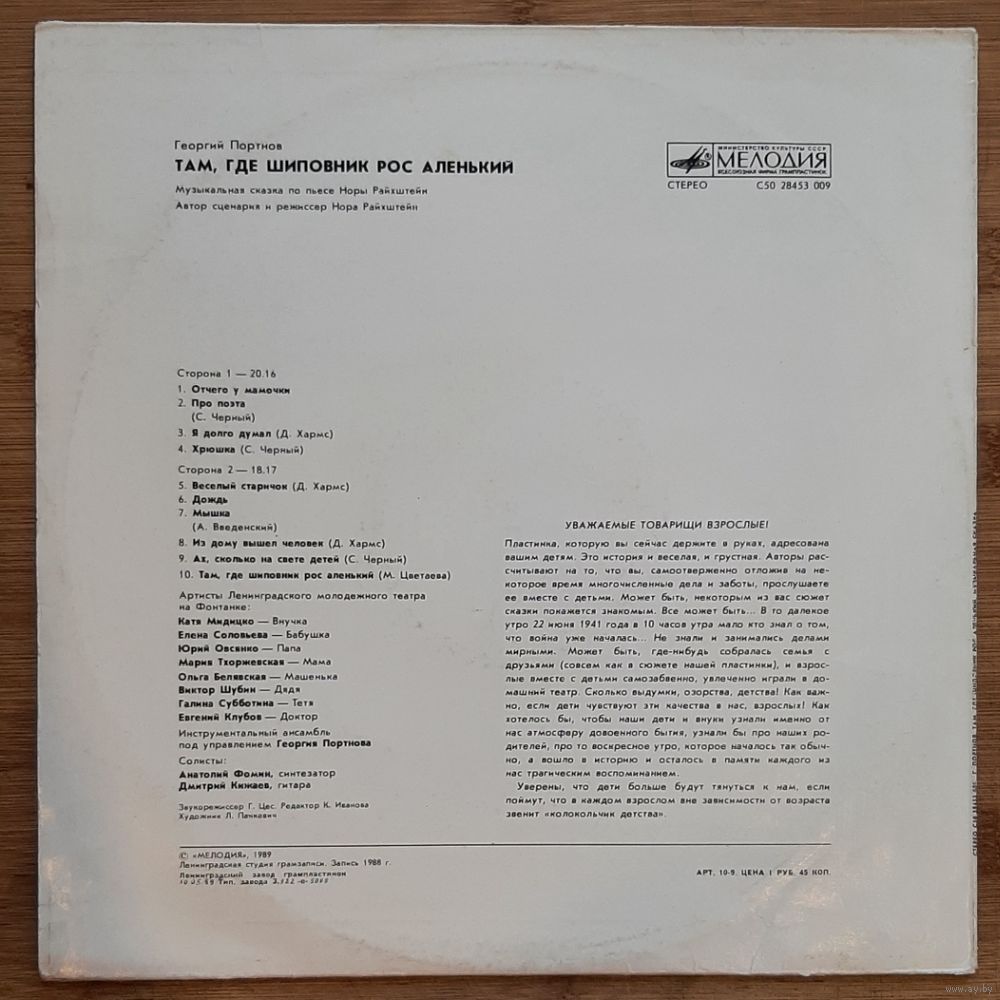 Георгий Портнов
ТАМ, ГДЕ ШИПОВНИК РОС АЛЕНЬКИЙ
Музыкальная сказка по пьесе Норы Райхштейн
Автор сценария и режиссер Нора Райхштейн
МИНИСТЕРСТВО КУЛЬТУРЫ СССР
МЕЛОДИЯ
ВСЕСОЮЗНАЯ ФИРМА ГРАМПЛАСТИНОК
СТЕРЕО С50 28453 009
Сторона 1 — 20.16
1. Отчего у мамочки
2. Про поэта
(С. Черный)
3. Я долго думал (Д. Хармс)
4. Хрюшка (С. Черный)
Сторона 2 — 18.17
5. Веселый старичок (Д. Хармс)
6. Дождь
7. Мышка
(А. Введенский)
8. Из дому вышел человек (Д. Хармс)
9. Ах, сколько на свете детей (С. Черный)
10. Там, где шиповник рос аленький (М. Цветаева)
Артисты Ленинградского молодежного театра
на Фонтанке:
Катя Мидицко — Внучка
Елена Соловьева — Бабушка
Юрий Овсянко — Папа
Мария Тхоржевская — Мама
Ольга Белявская — Машенька
Виктор Шубин — Дядя
Галина Субботина — Тетя
Евгений Клубов — Доктор
Инструментальный ансамбль
под управлением Георгия Портнова
Солисты:
Анатолий Фомин, синтезатор
Дмитрий Кижаев, гитара
Звукорежиссер Г. Цес. Редактор К. Иванова
Художник Л. Панкевич
УВАЖАЕМЫЕ ТОВАРИЩИ ВЗРОСЛЫЕ!
Пластинка, которую вы сейчас держите в руках, адресована
вашим детям. Это история и веселая, и грустная. Авторы рас-
считывают на то, что вы, самоотверженно отложив на не-
которое время многочисленные дела и заботы, прослушаете
ее вместе с детьми. Может быть, некоторым из вас сюжет
сказки покажется знакомым. Все может быть... В то далекое
утро 22 июня 1941 года в 10 часов утра мало кто знал о том,
что война уже началась... Не знали и занимались делами
мирными. Может быть, где-нибудь собралась семья с
друзьями (совсем как в сюжете нашей пластинки), и взрос-
лые вместе с детьми самозабвенно, увлеченно играли в до-
машний театр. Сколько выдумки, озорства, детства! Как важ-
но, если дети чувствуют эти качества в нас, взрослых! Как
хотелось бы, чтобы наши дети и внуки узнали именно от
нас атмосферу довоенного бытия, узнали бы про наших ро-
дителей, про то воскресное утро, которое началось так обыч-
но, а вошло в историю и осталось в памяти каждого из
нас трагическим воспоминанием.
Уверены, что дети больше будут тянуться к нам, если
поймут, что в каждом взрослом вне зависимости от возраста
звенит «колокольчик детства».
© «МЕЛОДИЯ», 1989
Ленинградская студия грамзаписи. Запись 1988 г.
Ленинградский завод грампластинок
Тип. завода
АРТ. 10-9. ЦЕНА 1 РУБ. 45 КОП.
www.ay.by